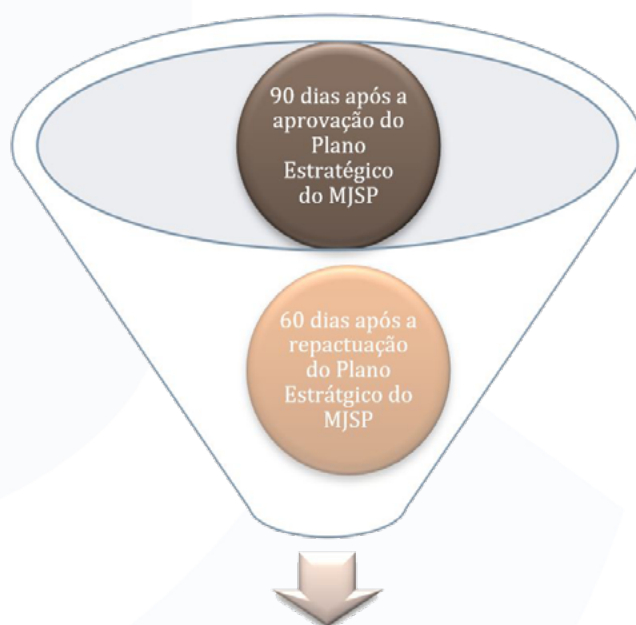 90 dias após a
aprovação do
Plano
Estratégico
do MJSP
60 dias após a
repactuação
do Plano
Estrátgico do
MJSP